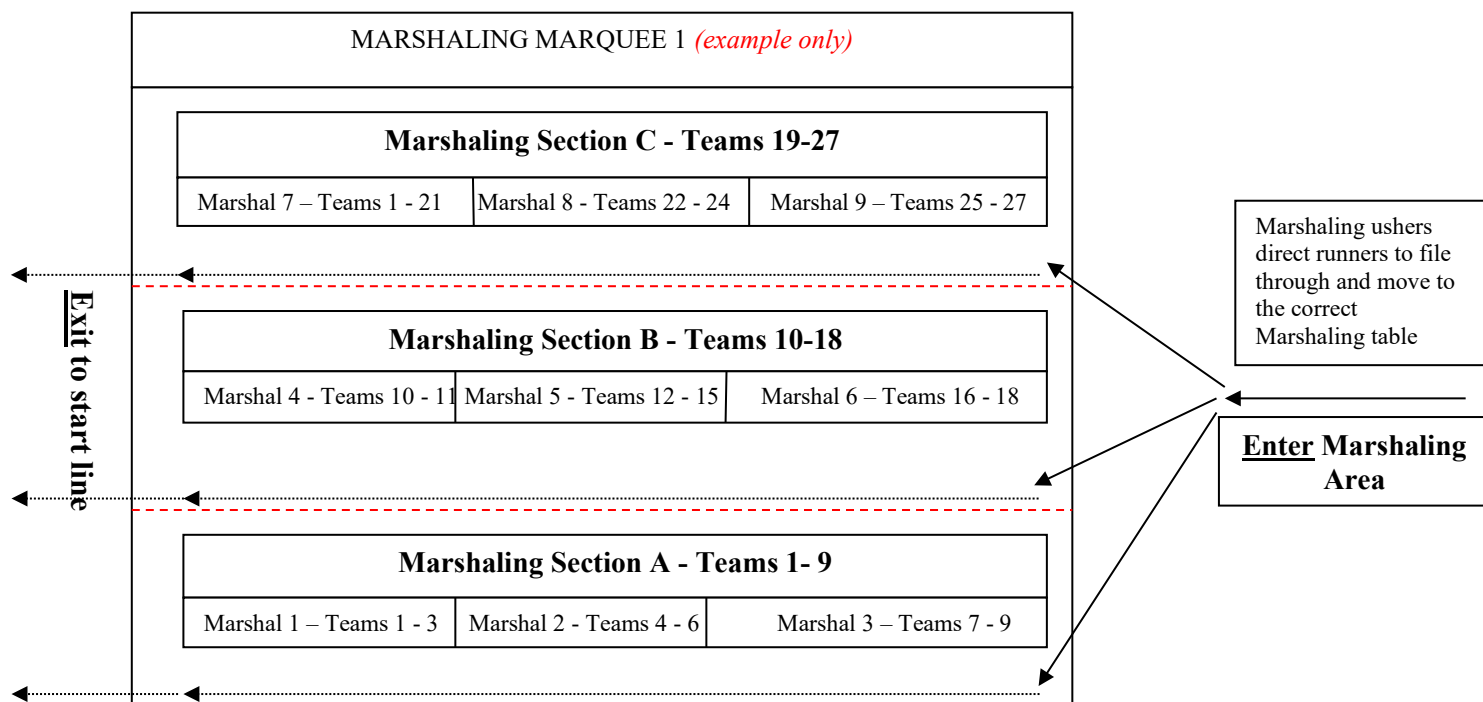 MARSHALING MARQUEE 1 (example only)
Marshaling Section C - Teams 19-27
Marshal 7 – Teams 1 - 21
Marshal 8 - Teams 22 - 24
Marshal 9 – Teams 25 - 27
Marshaling ushers
direct runners to file
through and move to
the correct
Marshaling table
Exit to start line
Marshaling Section B - Teams 10-18
Marshal 4 - Teams 10 - 11
Marshal 5 - Teams 12 - 15
Marshal 6 – Teams 16 - 18
Enter Marshaling
Area
Marshaling Section A - Teams 1- 9
Marshal 1 – Teams 1 - 3
Marshal 2 - Teams 4 - 6
Marshal 3 – Teams 7 - 9